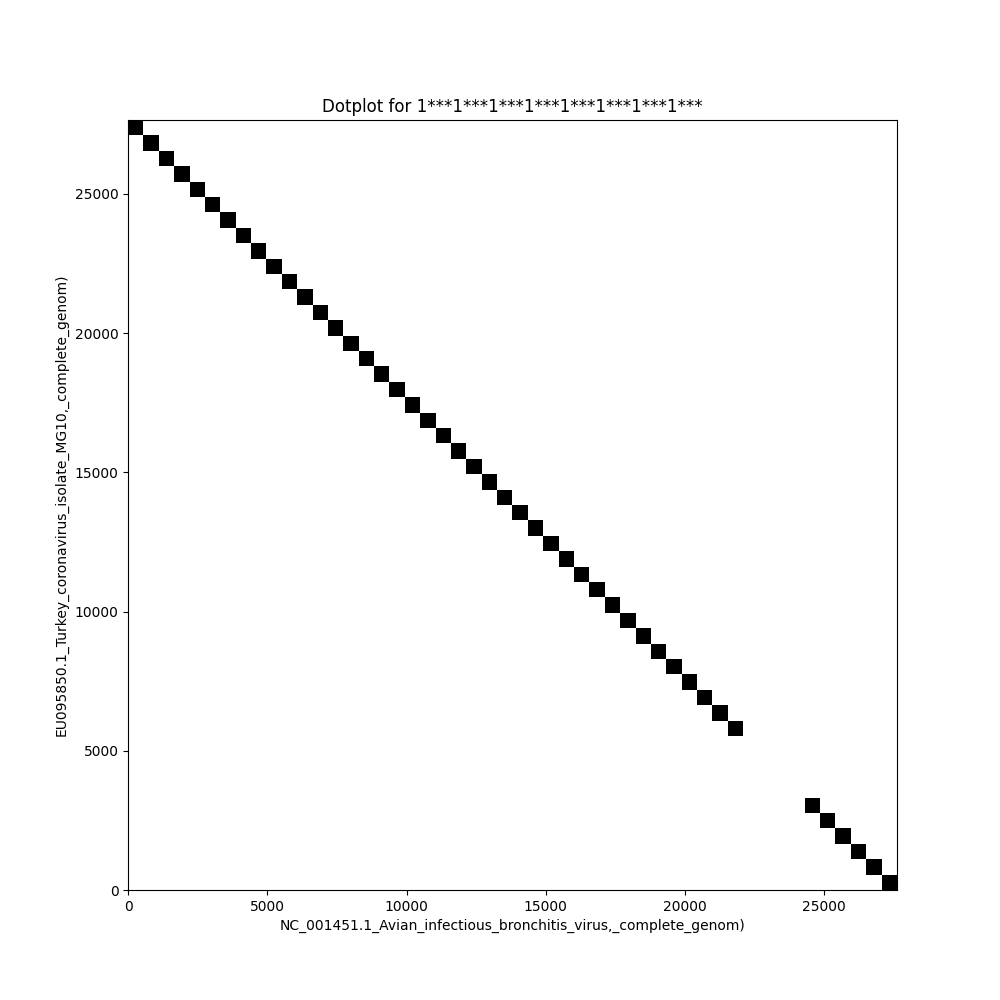 Dotplot for 1***1***1***1***1***1***1***1***
25000
20000
15000
10000
5000
0
EU095850.1_Turkey_coronavirus_isolate_MG10,_complete_genom)
0 5000 10000 15000 20000 25000
NC_001451.1_Avian_infectious_bronchitis_virus,_complete_genom)